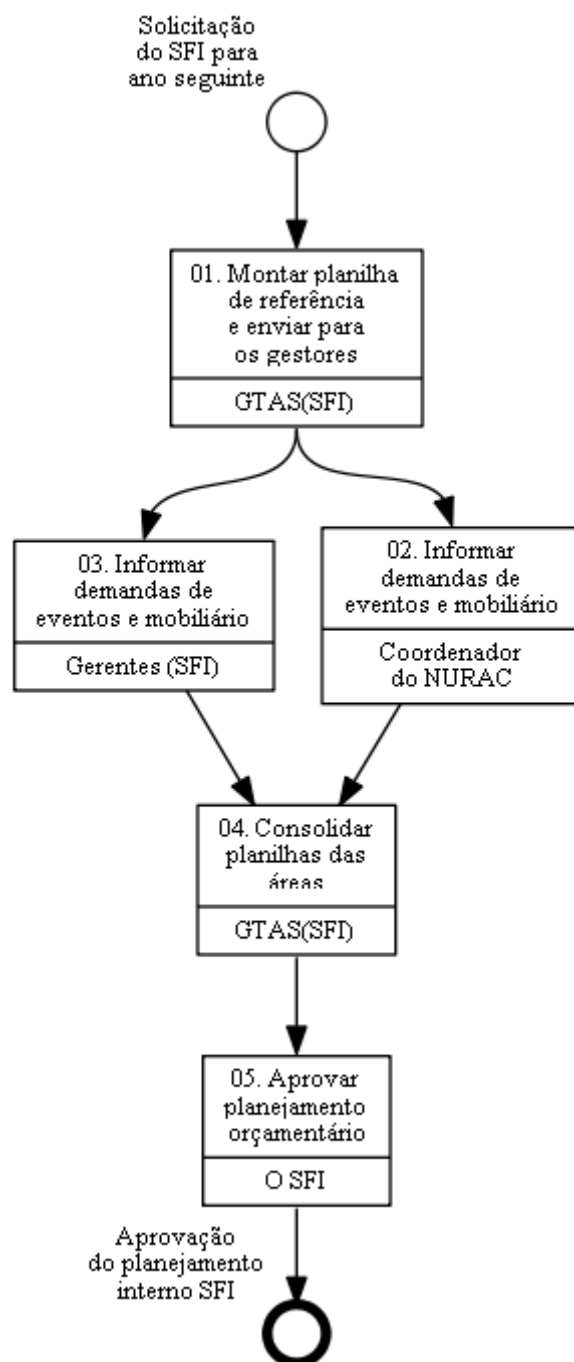 Solicitação
do SFI para
ano seguinte
01. Montar planilha
de referência
e enviar para
os gestores
GTAS(SFI)
03. Informar
demandas de
eventos e mobiliário
Gerentes (SFI)
02. Informar
demandas de
eventos e mobiliário
Coordenador
do NURAC
04. Consolidar
planilhas das
áreas
GTAS(SFI)
05. Aprovar
planejamento
orçamentário
O SFI
Aprovação
do planejamento
interno SFI